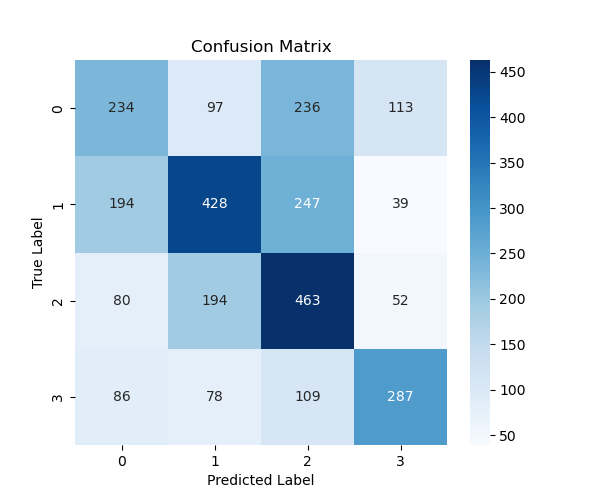 Confusion Matrix
0 234 97 236 113
1 194 428 247 39
2 80 194 463 52
3 86 78 109 287
0 1 2 3
Predicted Label
True Label
450
400
350
300
250
200
150
100
50